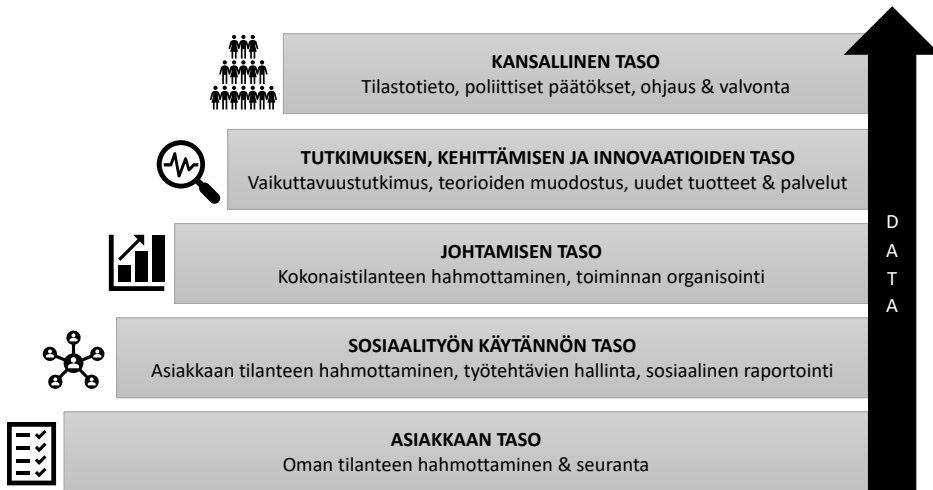 KANSALLINEN TASO
Tilastotieto, poliittiset päätökset, ohjaus & valvonta
TUTKIMUKSEN, KEHITTÄMISEN JA INNOVAATIOIDEN TASO
Vaikuttavuustutkimus, teorioiden muodostus, uudet tuotteet & palvelut
JOHTAMISEN TASO
Kokonaistilanteen hahmottaminen, toiminnan organisointi
SOSIAALITYÖN KÄYTÄNNÖN TASO
Asiakkaan tilanteen hahmottaminen, työtehtävien hallinta, sosiaalinen raportointi
ASIAKKAAN TASO
Oman tilanteen hahmottaminen & seuranta
D
A
T
A